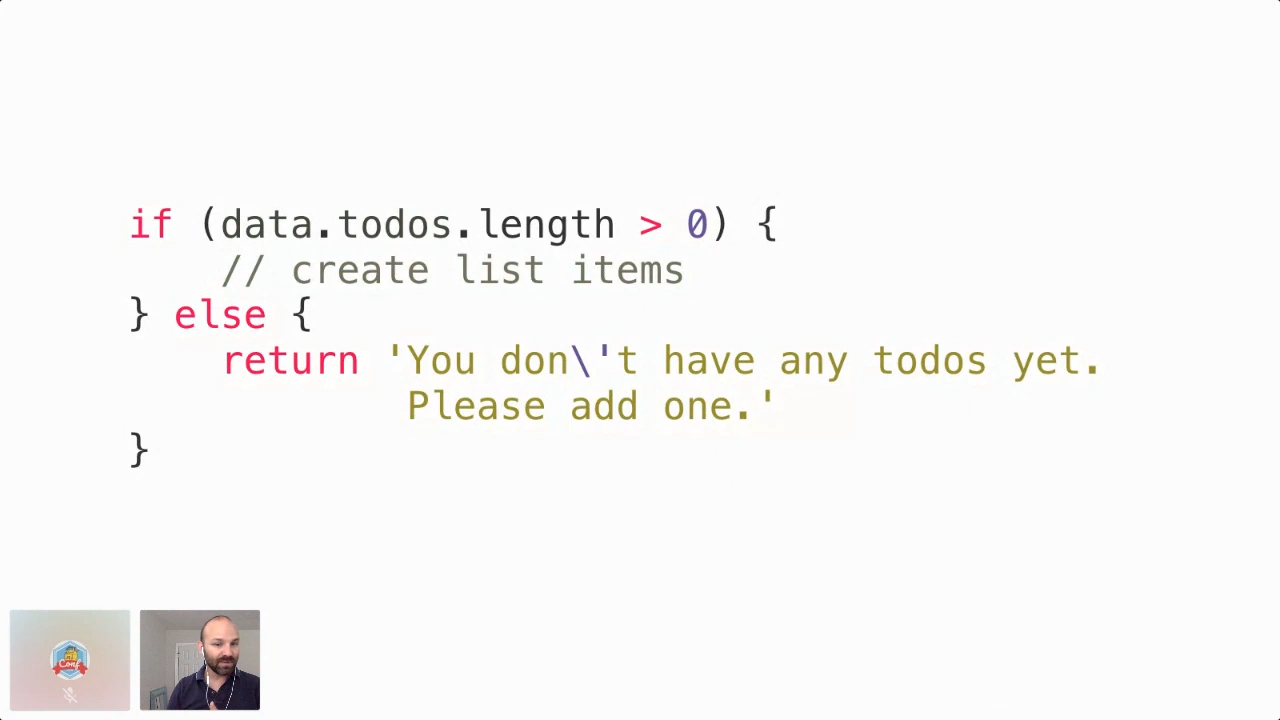 if (data.todos.length > 0) {
    // create list items
} else {
    return 'You don\'t have any todos yet.
            Please add one.'
}
Conf